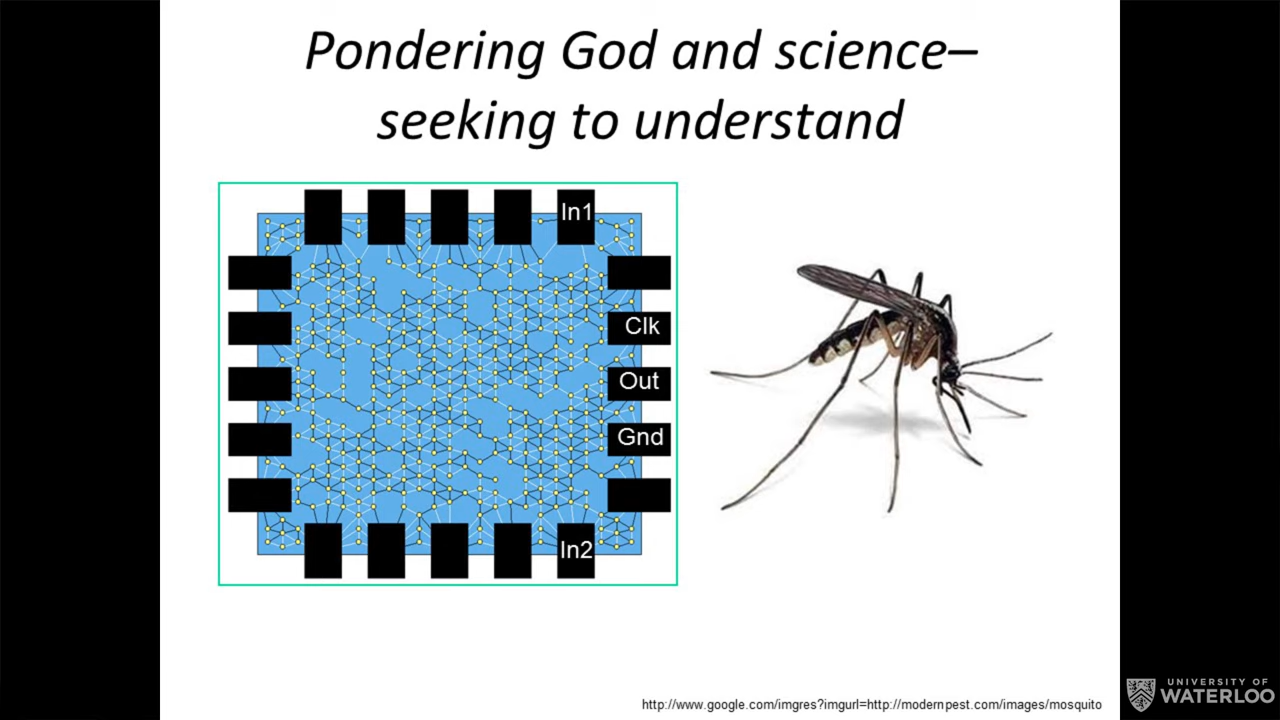 Pondering God and science–
seeking to understand
In1
Clk
Out
Gnd
In2
http://www.google.com/imgres?imgurl=http://modernpest.com/images/mosquito
UNIVERSITY OF
WATERLOO